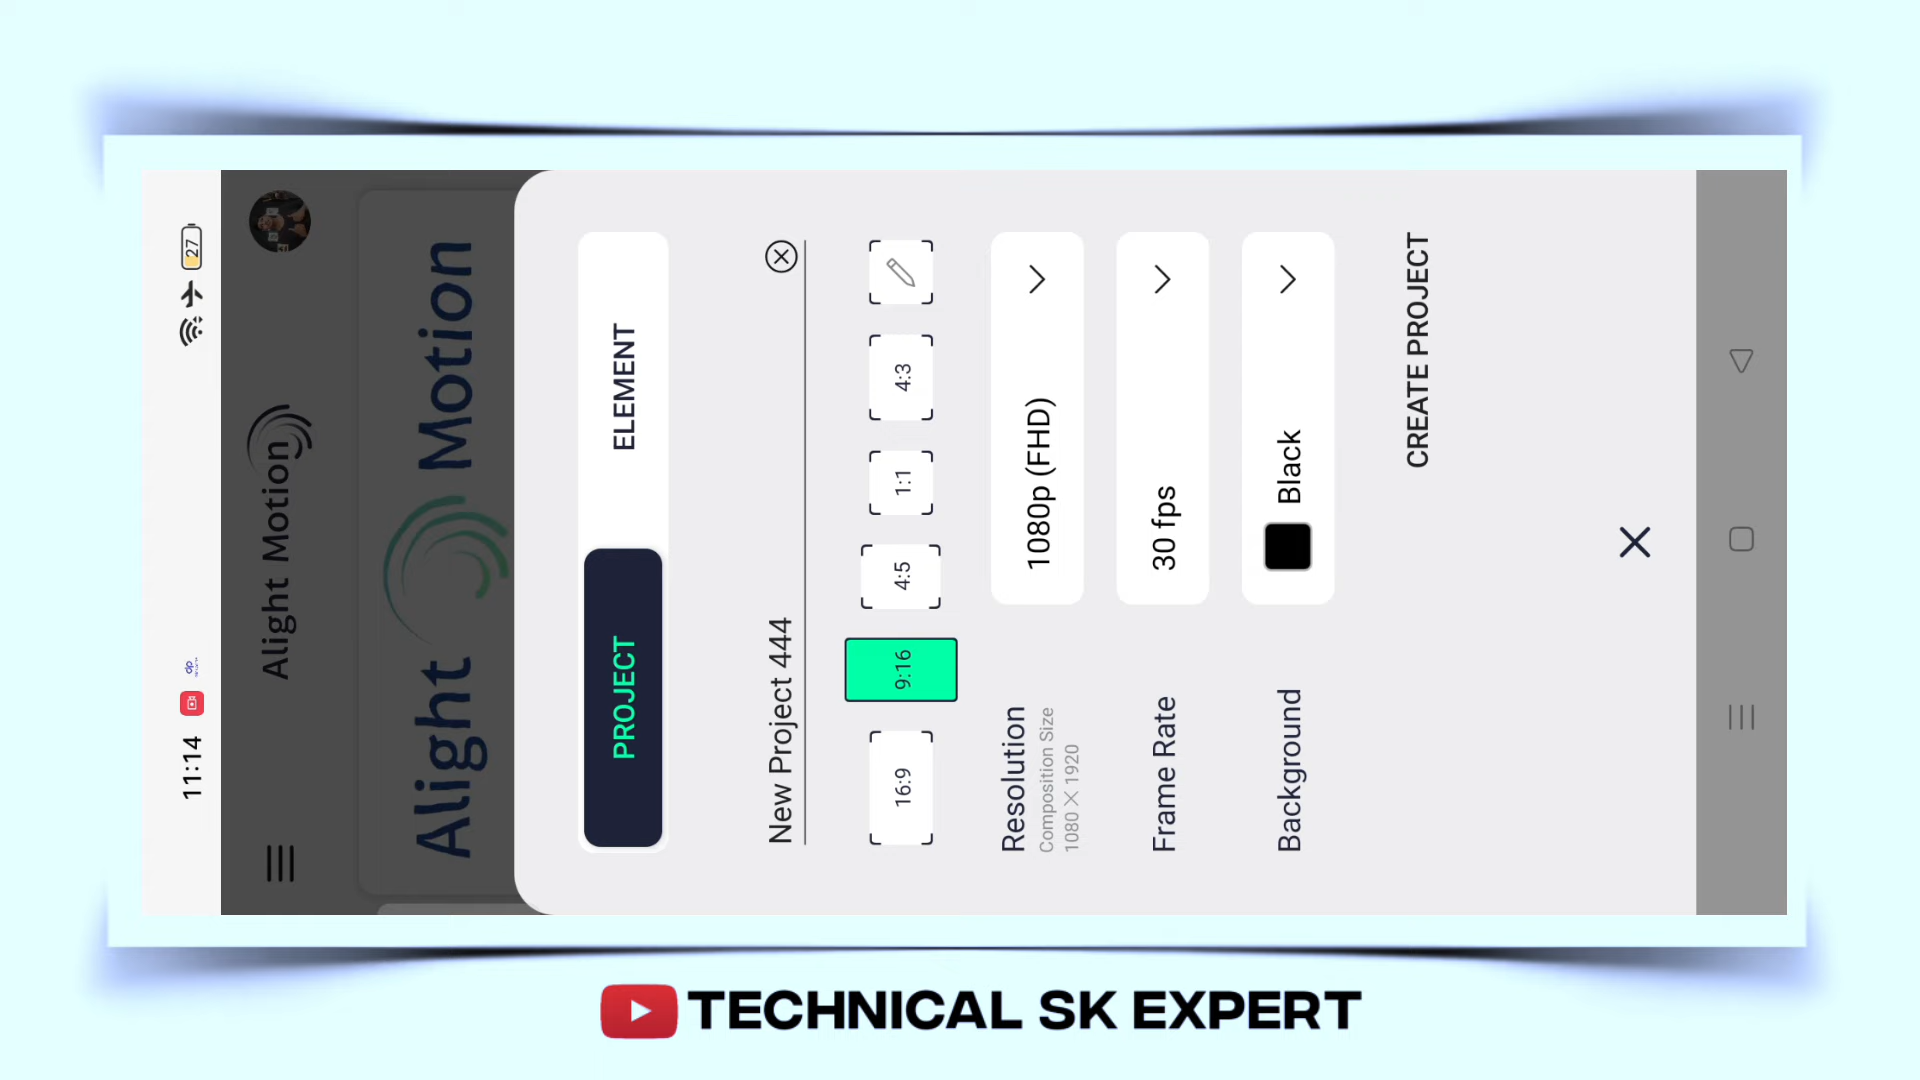 11:14
27
Alight Motion
Alight Motion
PROJECT
ELEMENT
New Project 444
16:9
9:16
4:5
1:1
4:3
Resolution
Composition Size
1080 X 1920
1080p (FHD)
Frame Rate
30 fps
Background
Black
CREATE PROJECT
TECHNICAL SK EXPERT